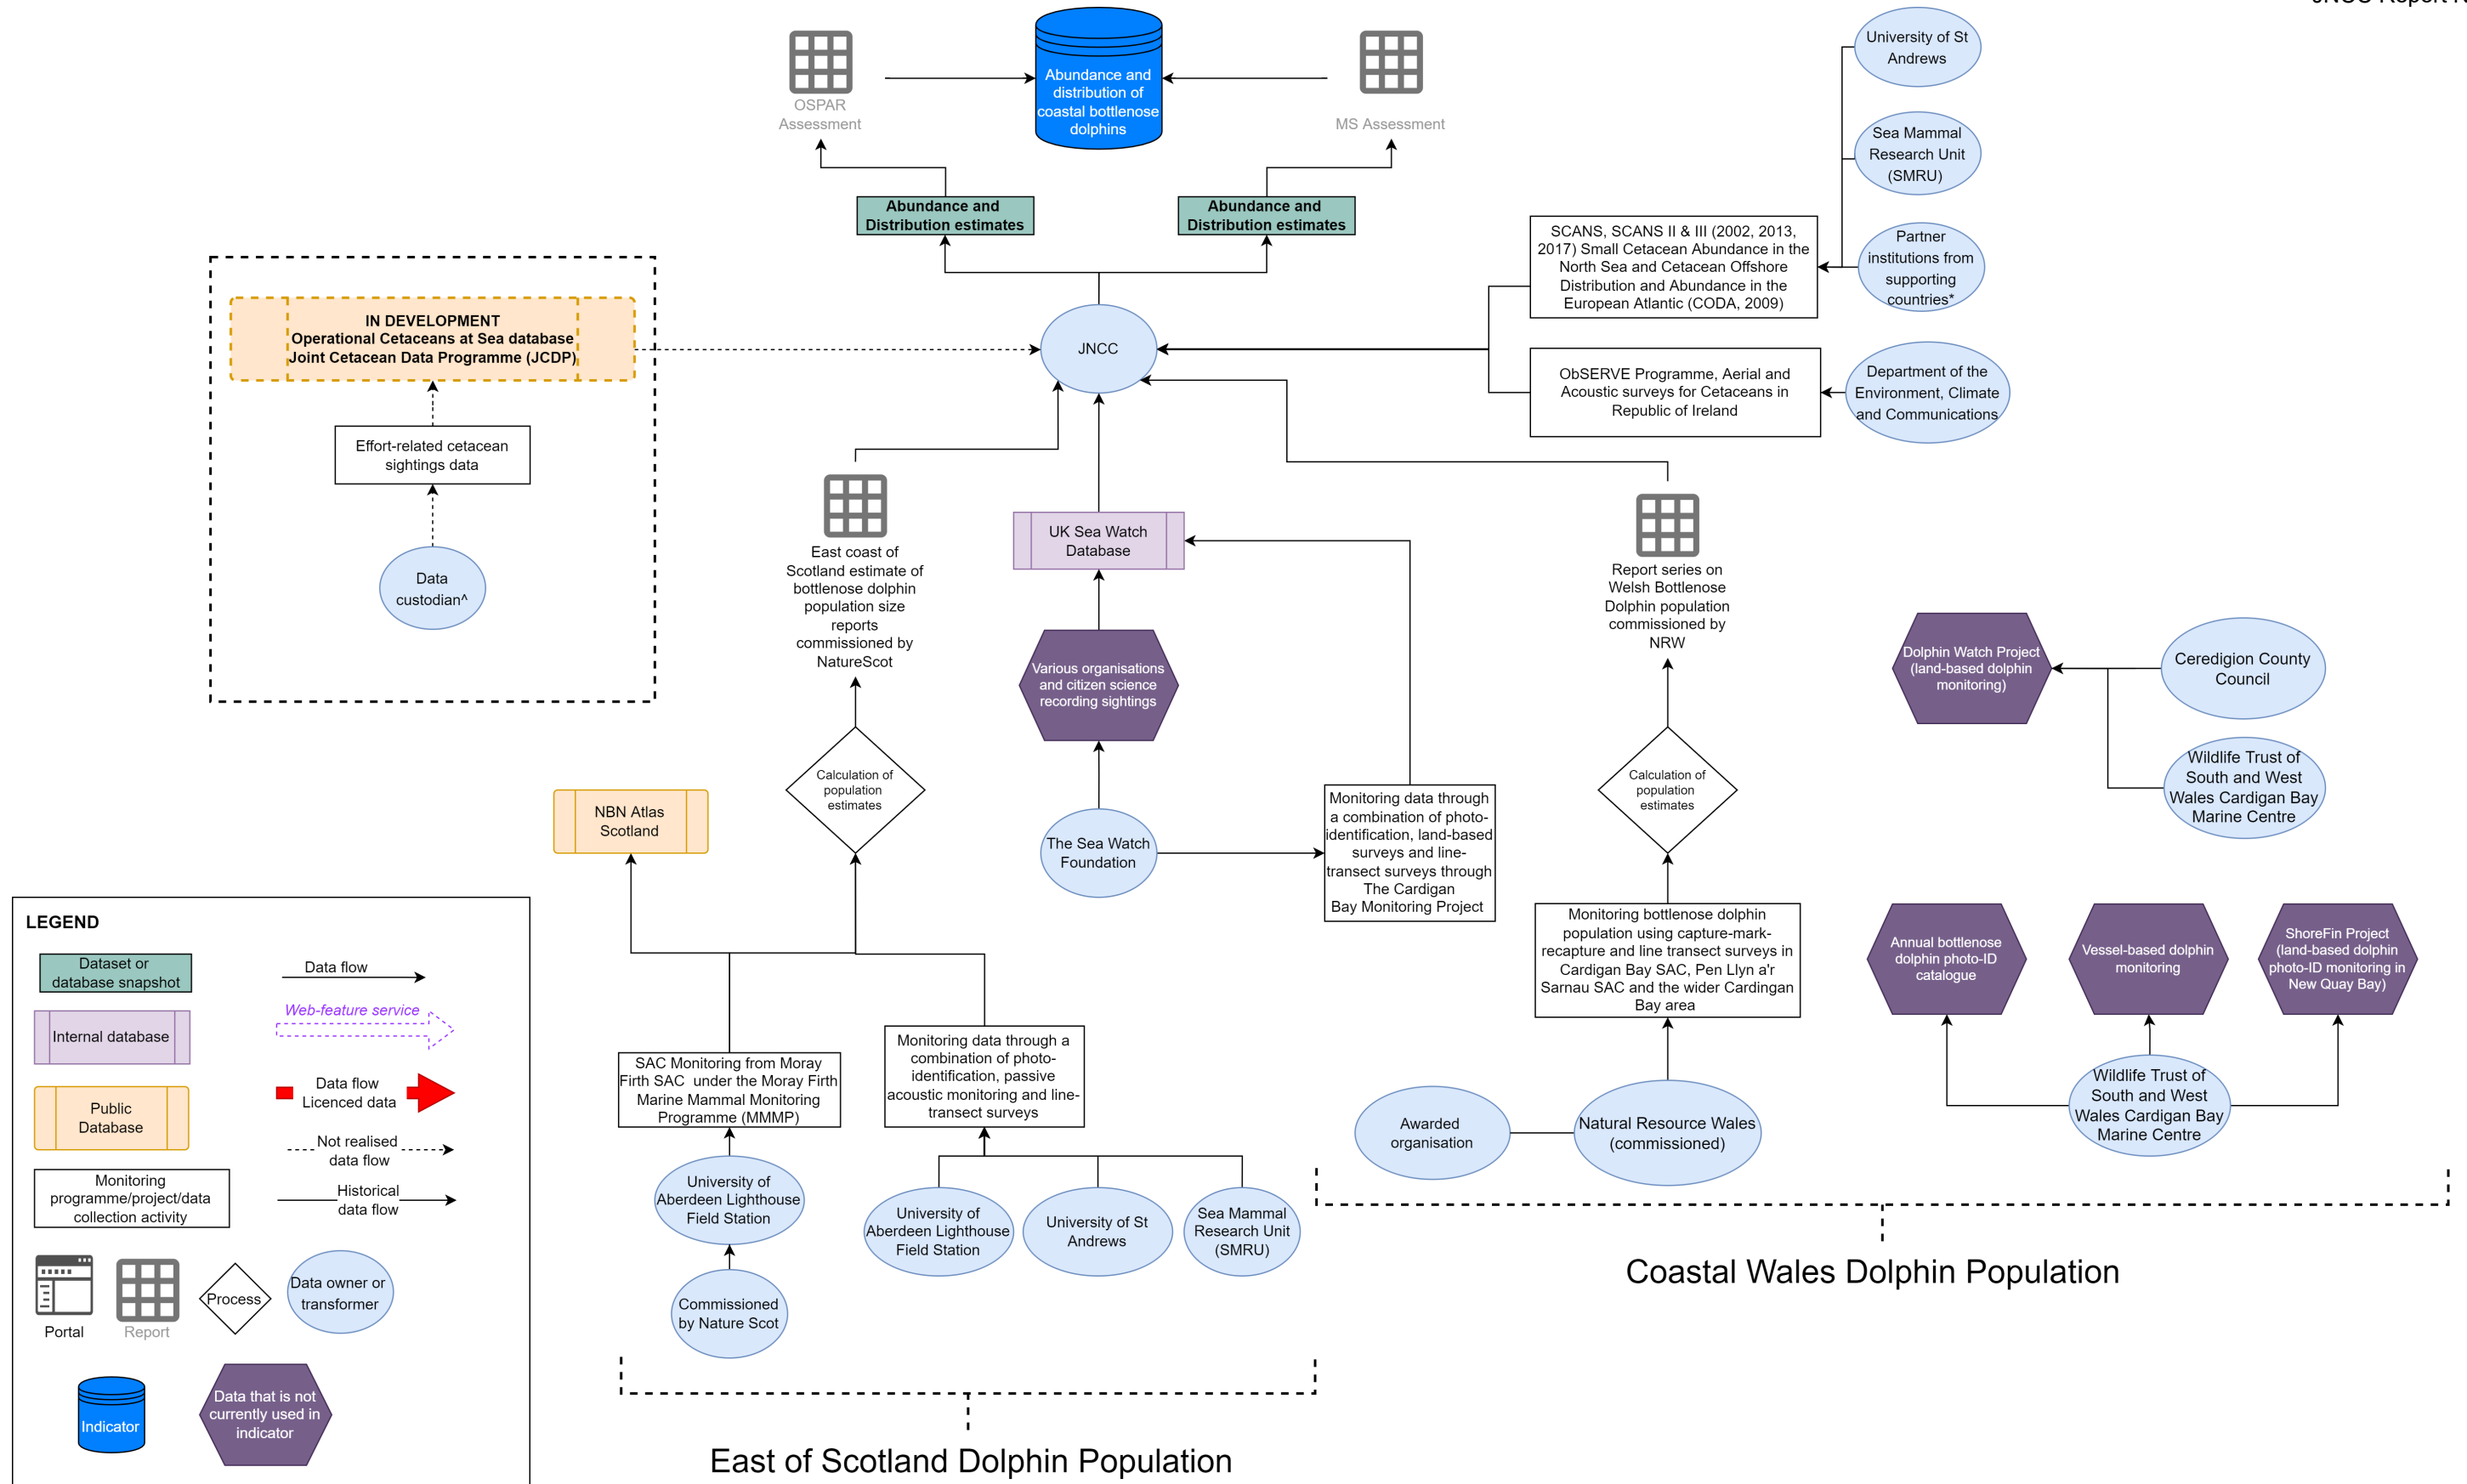 JNCC Report N
OSPAR
Assessment
Abundance and
distribution of
coastal bottlenose
dolphins
MS Assessment
University of St
Andrews
Sea Mammal
Research Unit
(SMRU)
Partner
institutions from
supporting
countries*
Abundance and
Distribution estimates
Abundance and
Distribution estimates
SCANS, SCANS II & III (2002, 2013,
2017) Small Cetacean Abundance in the
North Sea and Cetacean Offshore
Distribution and Abundance in the
European Atlantic (CODA, 2009)
IN DEVELOPMENT
Operational Cetaceans at Sea database
Joint Cetacean Data Programme (JCDP)
JNCC
ObSERVE Programme, Aerial and
Acoustic surveys for Cetaceans in
Republic of Ireland
Department of the
Environment, Climate
and Communications
Effort-related cetacean
sightings data
Data
custodian^
East coast of
Scotland estimate of
bottlenose dolphin
population size
reports
commissioned by
NatureScot
UK Sea Watch
Database
Report series on
Welsh Bottlenose
Dolphin population
commissioned by
NRW
Various organisations
and citizen science
recording sightings
Dolphin Watch Project
(land-based dolphin
monitoring)
Ceredigion County
Council
Wildlife Trust of
South and West
Wales Cardigan Bay
Marine Centre
NBN Atlas
Scotland
Calculation of
population
estimates
The Sea Watch
Foundation
Monitoring data through
a combination of photo-
identification, land-based
surveys and line-
transect surveys through
The Cardigan
Bay Monitoring Project
Calculation of
population
estimates
Monitoring bottlenose dolphin
population using capture-mark-
recapture and line transect surveys in
Cardigan Bay SAC, Pen Llyn a'r
Sarnau SAC and the wider Cardingan
Bay area
Annual bottlenose
dolphin photo-ID
catalogue
Vessel-based dolphin
monitoring
ShoreFin Project
(land-based dolphin
photo-ID monitoring in
New Quay Bay)
SAC Monitoring from Moray
Firth SAC under the Moray Firth
Marine Mammal Monitoring
Programme (MMMP)
Monitoring data through a
combination of photo-
identification, passive
acoustic monitoring and line-
transect surveys
Awarded
organisation
Natural Resource Wales
(commissioned)
Wildlife Trust of
South and West
Wales Cardigan Bay
Marine Centre
University of
Aberdeen Lighthouse
Field Station
University of
Aberdeen Lighthouse
Field Station
University of St
Andrews
Sea Mammal
Research Unit
(SMRU)
Commissioned
by Nature Scot
Coastal Wales Dolphin Population
East of Scotland Dolphin Population
LEGEND
Dataset or
database snapshot
Data flow
Internal database
Web-feature service
Public
Database
Data flow
Licenced data
Not realised
data flow
Monitoring
programme/project/data
collection activity
Historical
data flow
Portal
Report
Process
Data owner or
transformer
Indicator
Data that is not
currently used in
indicator